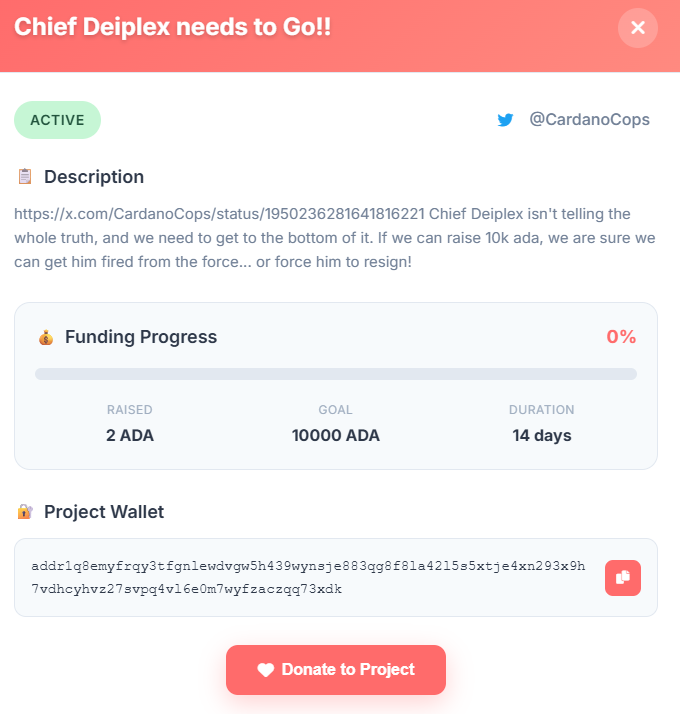 Chief Deiplex needs to Go!!
ACTIVE
@CardanoCops
Description
https://x.com/CardanoCops/status/1950236281641816221 Chief Deiplex isn't telling the
whole truth, and we need to get to the bottom of it. If we can raise 10k ada, we are sure we
can get him fired from the force... or force him to resign!
Funding Progress
0%
RAISED
GOAL
DURATION
2 ADA
10000 ADA
14 days
Project Wallet
addr1q8emyfrqy3tfgnlewdvgw5h439wynsje883qg8f8la42l5s5xtje4xn293x9h
7vdhcyhvz27svpq4vl6e0m7wyfzaczqq73xdk
Donate to Project